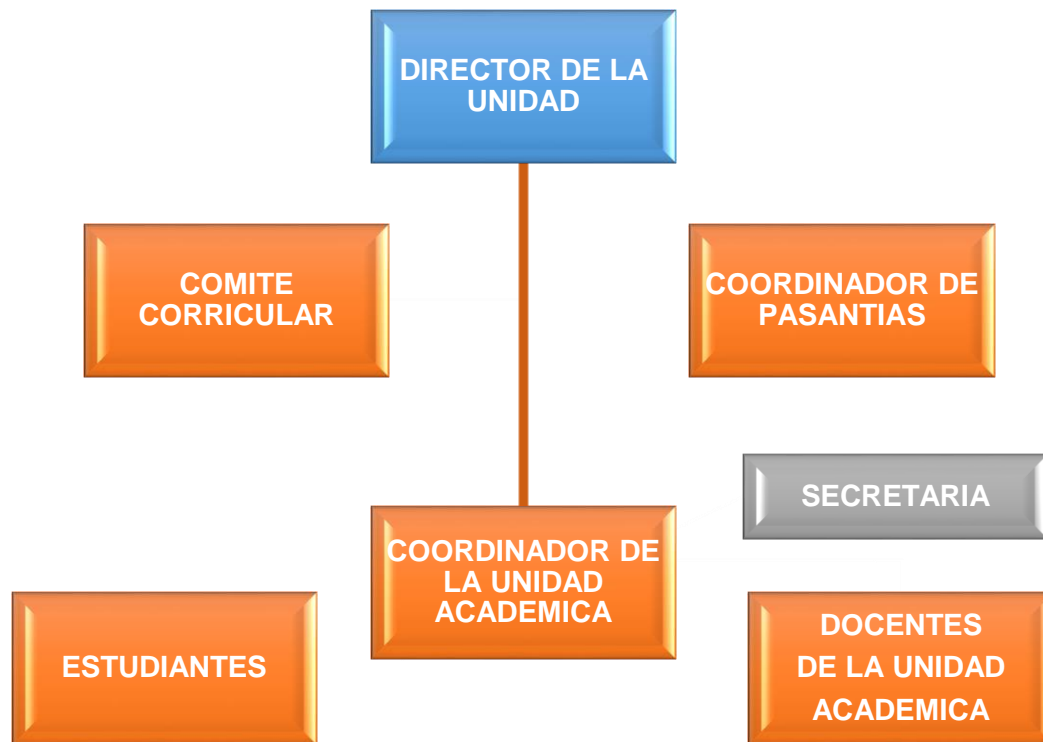 DIRECTOR DE LA
UNIDAD
COMITE
CORRICULAR
COORDINADOR DE
PASANTIAS
SECRETARIA
COORDINADOR DE
LA UNIDAD
ACADEMICA
ESTUDIANTES
DOCENTES
DE LA UNIDAD
ACADEMICA